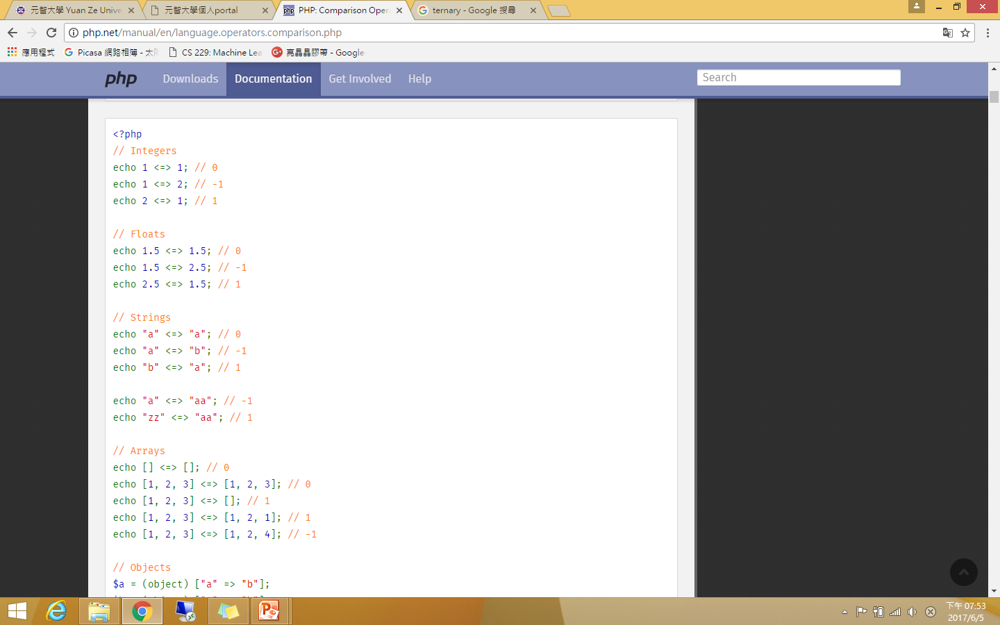 元智大學 Yuan Ze Unive
元智大學個人portal
PHP: Comparison Oper
ternary - Google 搜尋
php.net/manual/en/language.operators.comparison.php
應用程式
Picasa 網路相簿 - 太
CS 229: Machine Lea
亮晶晶膠帶 - Google
php
Downloads
Documentation
Get Involved
Help
Search
<?php
// Integers
echo 1 <=> 1; // 0
echo 1 <=> 2; // -1
echo 2 <=> 1; // 1
// Floats
echo 1.5 <=> 1.5; // 0
echo 1.5 <=> 2.5; // -1
echo 2.5 <=> 1.5; // 1
// Strings
echo "a" <=> "a"; // 0
echo "a" <=> "b"; // -1
echo "b" <=> "a"; // 1
echo "a" <=> "aa"; // -1
echo "zz" <=> "aa"; // 1
// Arrays
echo [] <=> []; // 0
echo [1, 2, 3] <=> [1, 2, 3]; // 0
echo [1, 2, 3] <=> []; // 1
echo [1, 2, 3] <=> [1, 2, 1]; // 1
echo [1, 2, 3] <=> [1, 2, 4]; // -1
// Objects
$a = (object) ["a" => "b"];
下午 07:53
2017/6/5